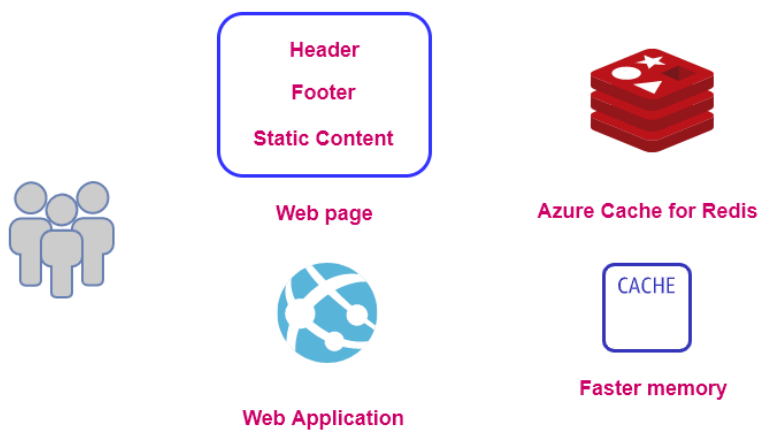 Header
Footer
Static Content
Web page
Azure Cache for Redis
CACHE
Faster memory
Web Application